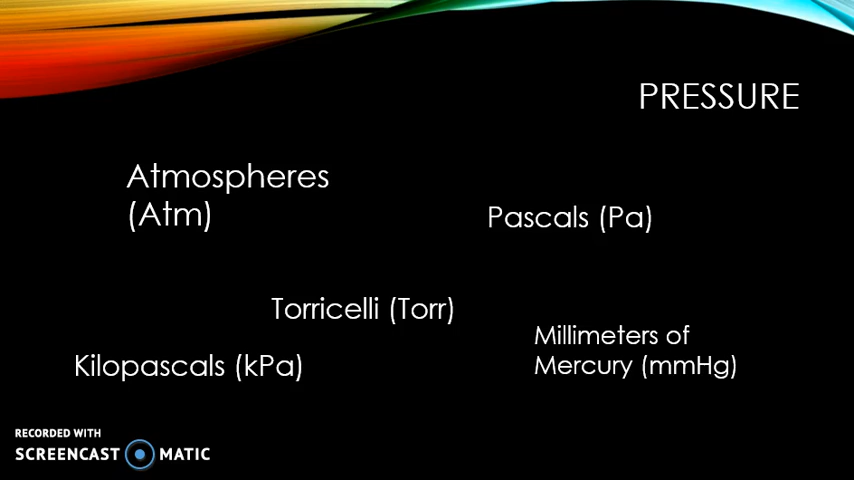 PRESSURE
Atmospheres
(Atm)
Pascals (Pa)
Torricelli (Torr)
Millimeters of
Mercury (mmHg)
Kilopascals (kPa)
RECORDED WITH
SCREENCAST MATIC